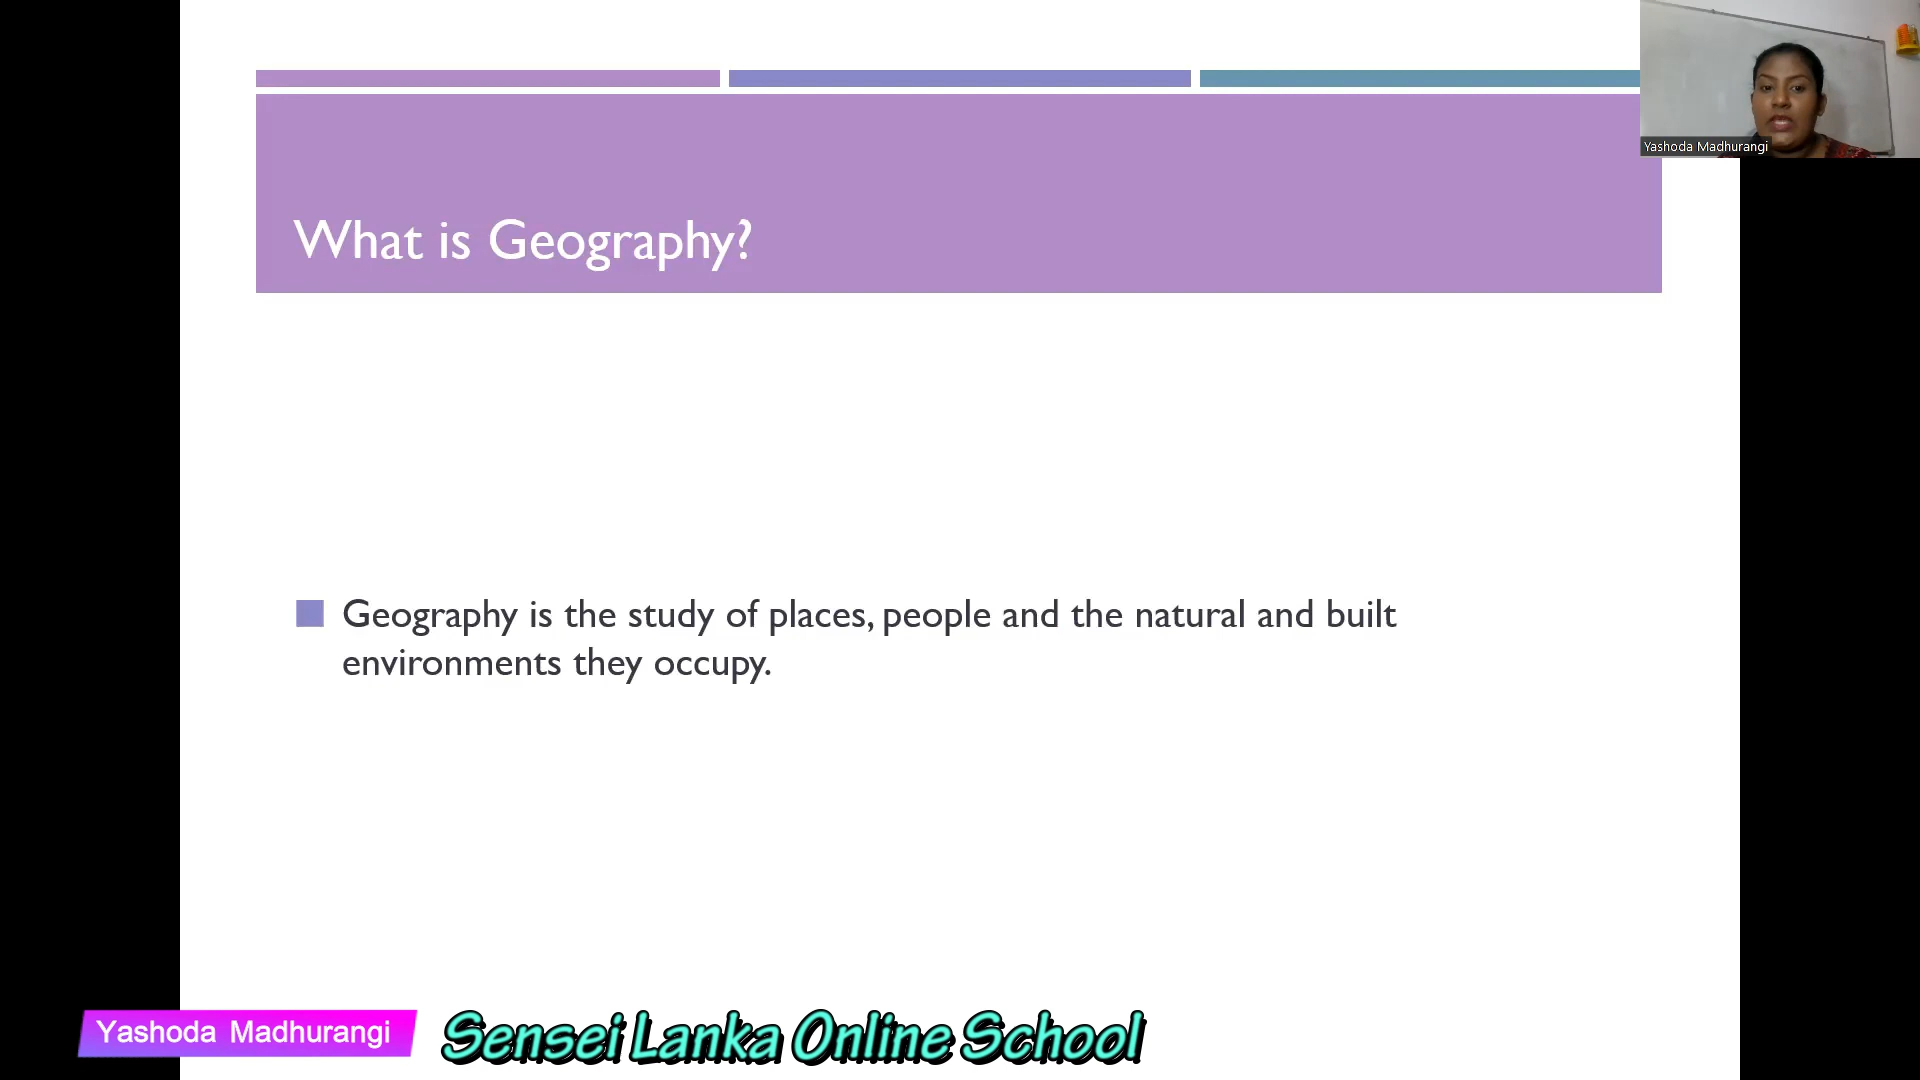 Yashoda Madhurangi
What is Geography?
Geography is the study of places, people and the natural and built
environments they occupy.
Yashoda Madhurangi
Sensei Lanka Online School